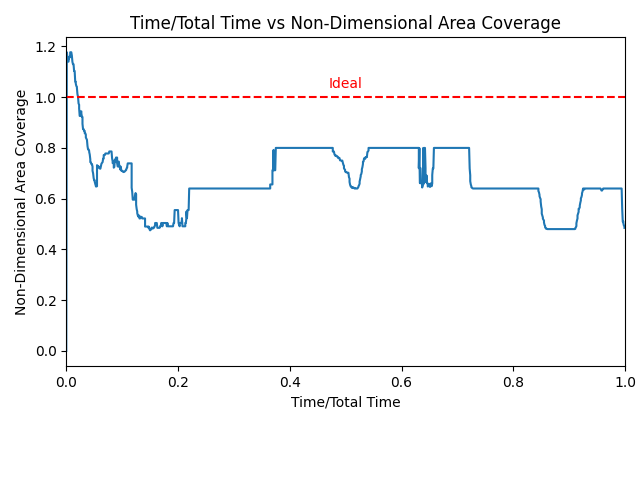 Time/Total Time vs Non-Dimensional Area Coverage
Non-Dimensional Area Coverage
1.2
1.0
0.8
0.6
0.4
0.2
0.0
Ideal
0.0 0.2 0.4 0.6 0.8 1.0
Time/Total Time